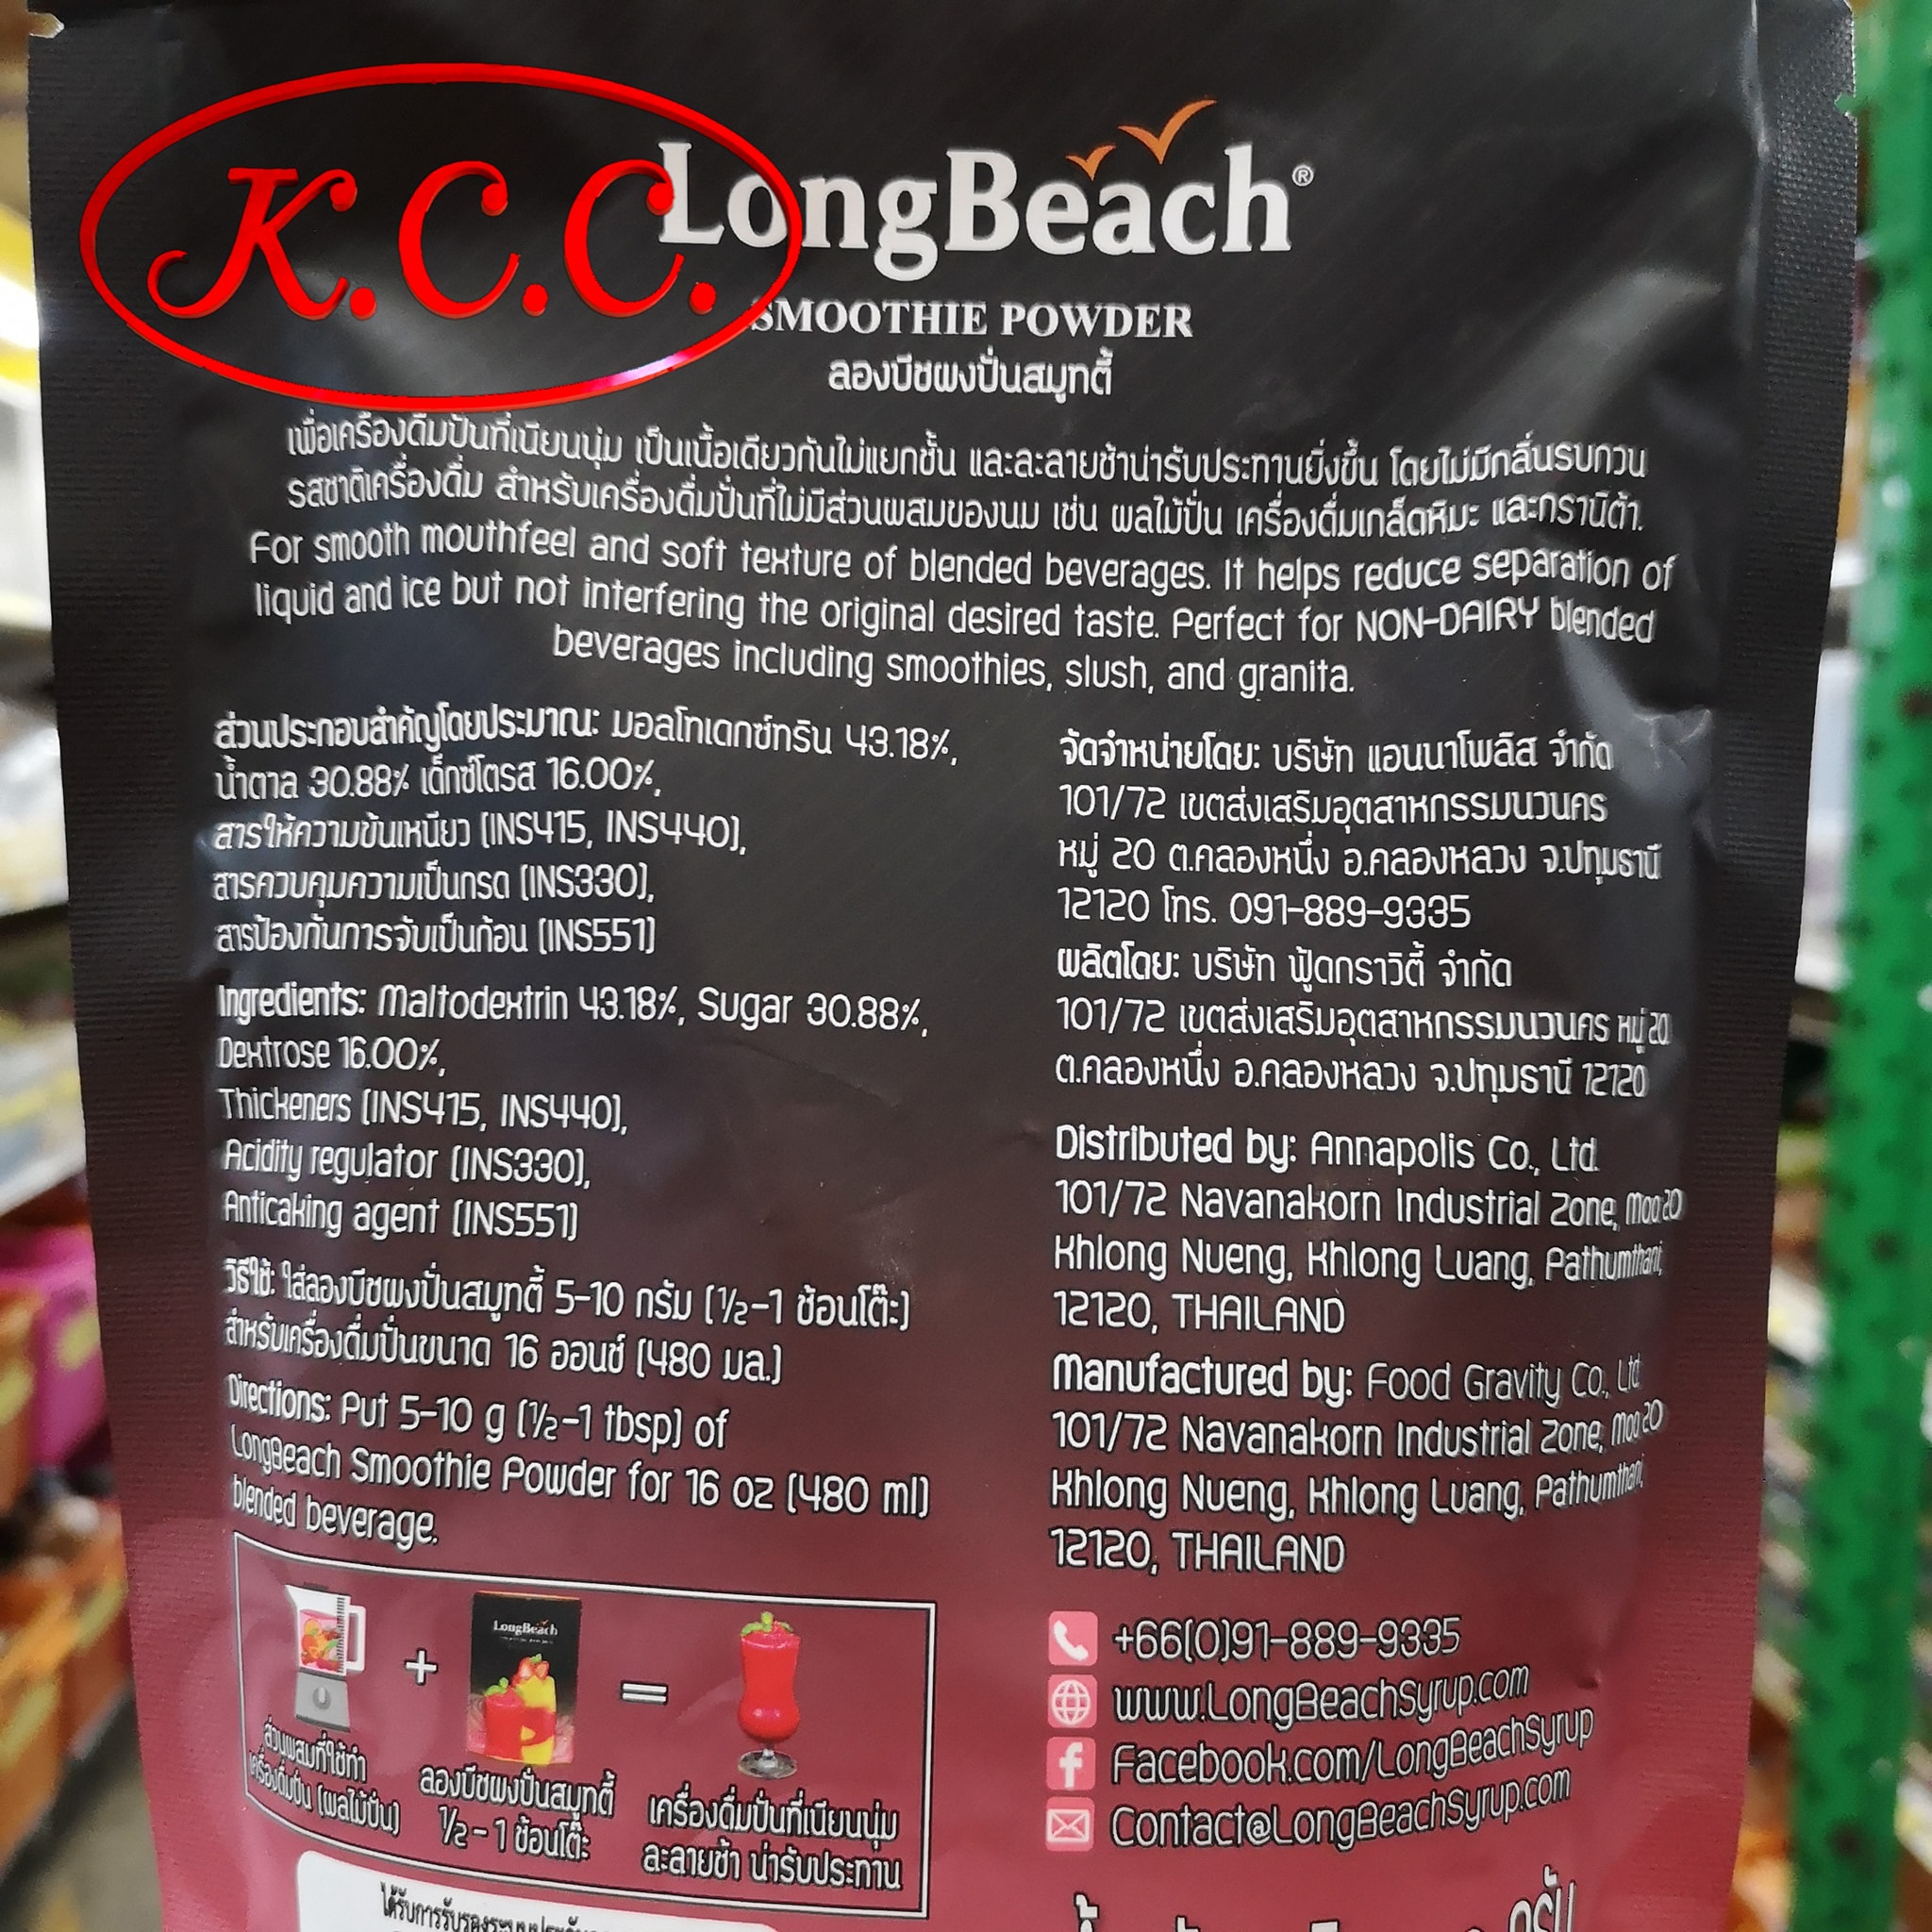 K.C.C.
LongBeach®
SMOOTHIE POWDER
ลองบีชผงปั่นสมูทตี้
เพื่อเครื่องดื่มปั่นที่เนียนนุ่ม เป็นเนื้อเดียวกันไม่แยกชั้น และละลายช้าน่ารับประทานยิ่งขึ้น โดยไม่มีกลิ่นรบกวน
รสชาติเครื่องดื่ม สำหรับเครื่องดื่มปั่นที่ไม่มีส่วนผสมของนม เช่น ผลไม้ปั่น เครื่องดื่มเกล็ดหิมะ และกรานิต้า.
For smooth mouthfeel and soft texture of blended beverages. It helps reduce separation of
liquid and ice but not interfering the original desired taste. Perfect for NON-DAIRY blended
beverages including smoothies, slush, and granita.
ส่วนประกอบสำคัญโดยประมาณ: มอลโทเดกซ์ทริน 43.18%,
น้ำตาล 30.88% เด็กซ์โตรส 16.00%,
สารให้ความข้นเหนียว (INS415, INS440),
สารควบคุมความเป็นกรด (INS330),
สารป้องกันการจับเป็นก้อน (INS551)
Ingredients: Maltodextrin 43.18%, Sugar 30.88%,
Dextrose 16.00%,
Thickeners (INS415, INS440),
Acidity regulator (INS330),
Anticaking agent (INS551)
วิธีใช้: ใส่ลองบีชผงปั่นสมูทตี้ 5-10 กรัม (½-1 ช้อนโต๊ะ)
สำหรับเครื่องดื่มปั่นขนาด 16 ออนซ์ (480 มล.)
Directions: Put 5-10 g (½-1 tbsp) of
LongBeach Smoothie Powder for 16 oz (480 ml)
blended beverage.
LongBeach
ส่วนผสมที่ใช้ทำ
เครื่องดื่มปั่น (ผลไม้ปั่น)
ลองบีชผงปั่นสมูทตี้
½ - 1 ช้อนโต๊ะ
เครื่องดื่มปั่นที่เนียนนุ่ม
ละลายช้า น่ารับประทาน
จัดจำหน่ายโดย: บริษัท แอนนาโพลิส จำกัด
101/72 เขตส่งเสริมอุตสาหกรรมนวนคร
หมู่ 20 ต.คลองหนึ่ง อ.คลองหลวง จ.ปทุมธานี
12120 โทร. 091-889-9335
ผลิตโดย: บริษัท ฟู้ดกราวิตี้ จำกัด
101/72 เขตส่งเสริมอุตสาหกรรมนวนคร หมู่ 20
ต.คลองหนึ่ง อ.คลองหลวง จ.ปทุมธานี 12120
Distributed by: Annapolis Co., Ltd.
101/72 Navanakorn Industrial Zone, Moo 20
Khlong Nueng, Khlong Luang, Pathumthani,
12120, THAILAND
Manufactured by: Food Gravity Co., Ltd
101/72 Navanakorn Industrial Zone, Moo 20
Khlong Nueng, Khlong Luang, Pathumthani,
12120, THAILAND
+66(0)91-889-9335
www.LongBeachSyrup.com
Facebook.com/LongBeachSyrup
Contact@LongBeachSyrup.com